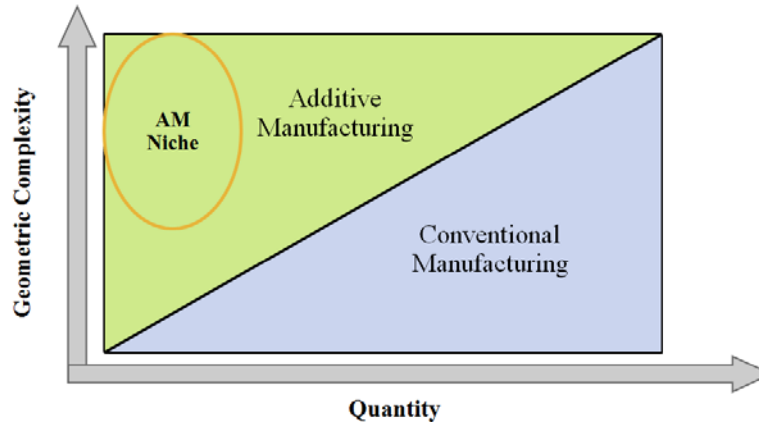 Geometric Complexity
AM
Niche
Additive
Manufacturing
Conventional
Manufacturing
Quantity